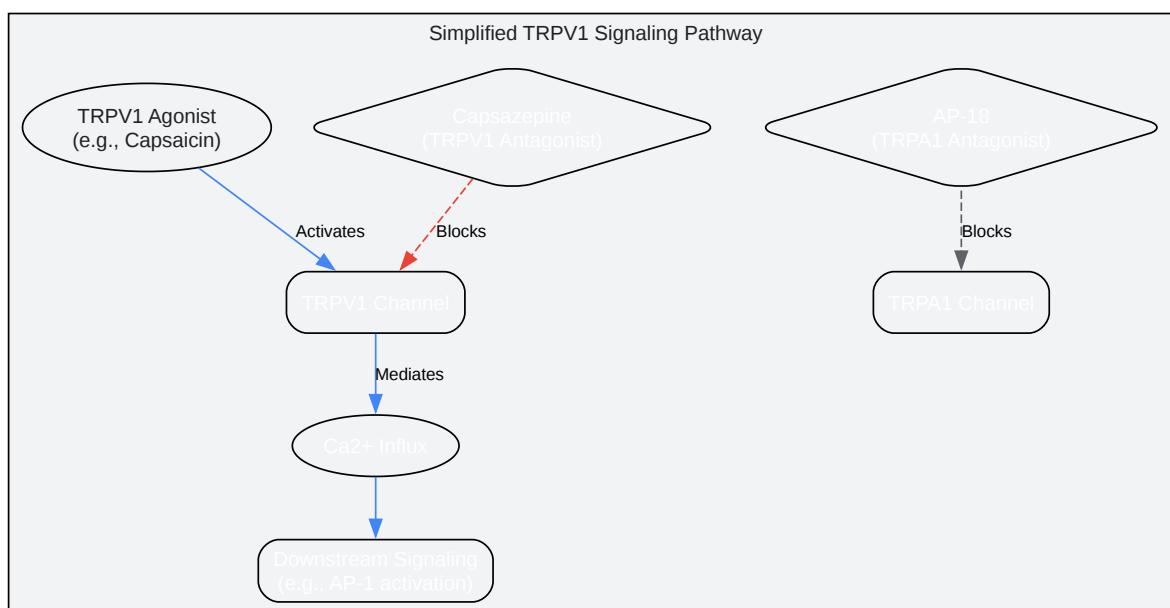 Simplified TRPV1 Signaling Pathway
TRPV1 Agonist
(e.g., Capsaicin)
Capsazepine
(TRPV1 Antagonist)
AP-18
(TRPA1 Antagonist)
Activates
Blocks
Blocks
TRPV1 Channel
TRPA1 Channel
Mediates
Ca2+ Influx
Downstream Signaling
(e.g., AP-1 activation)